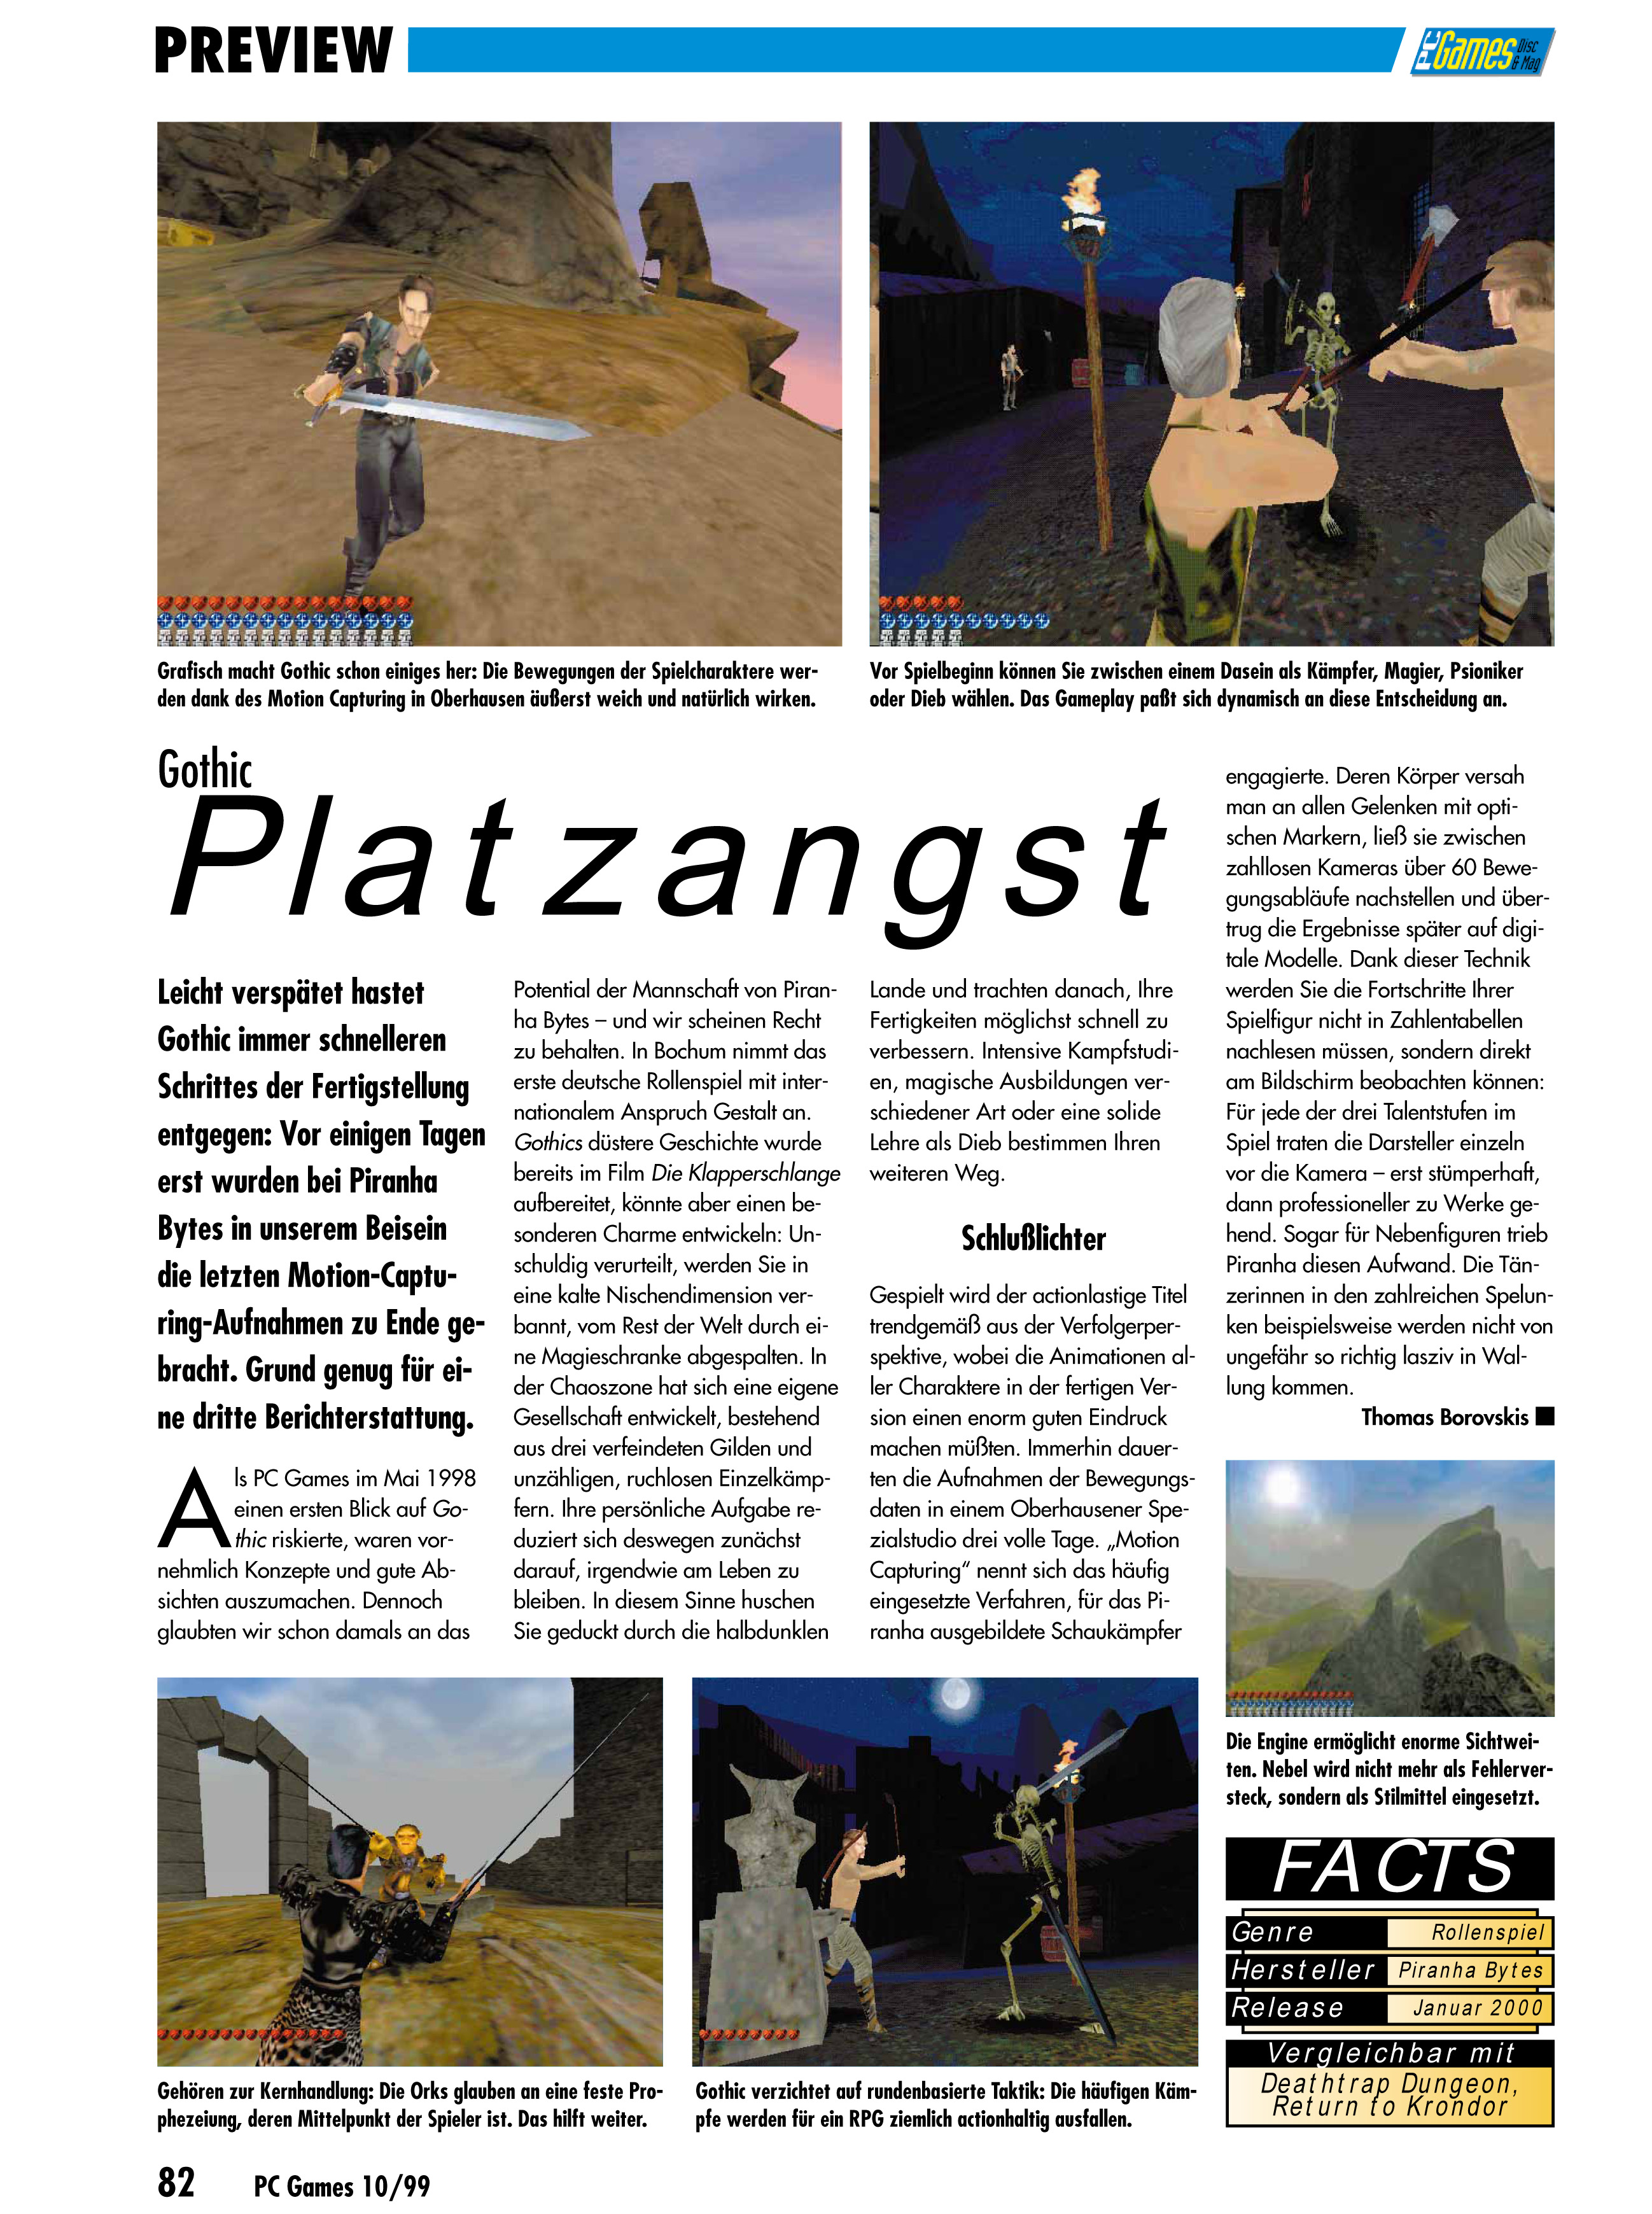 PREVIEW
PC Games Disc & Mag
Grafisch macht Gothic schon einiges her: Die Bewegungen der Spielcharaktere wer-
den dank des Motion Capturing in Oberhausen äußerst weich und natürlich wirken.
Vor Spielbeginn können Sie zwischen einem Dasein als Kämpfer, Magier, Psioniker
oder Dieb wählen. Das Gameplay paßt sich dynamisch an diese Entscheidung an.
Gothic
Platzangst
Leicht verspätet hastet
Gothic immer schnelleren
Schrittes der Fertigstellung
entgegen: Vor einigen Tagen
erst wurden bei Piranha
Bytes in unserem Beisein
die letzten Motion-Captu-
ring-Aufnahmen zu Ende ge-
bracht. Grund genug für ei-
ne dritte Berichterstattung.
Als PC Games im Mai 1998
einen ersten Blick auf Go-
thic riskierte, waren vor-
nehmlich Konzepte und gute Ab-
sichten auszumachen. Dennoch
glaubten wir schon damals an das
Potential der Mannschaft von Piran-
ha Bytes – und wir scheinen Recht
zu behalten. In Bochum nimmt das
erste deutsche Rollenspiel mit inter-
nationalem Anspruch Gestalt an.
Gothics düstere Geschichte wurde
bereits im Film Die Klapperschlange
aufbereitet, könnte aber einen be-
sonderen Charme entwickeln: Un-
schuldig verurteilt, werden Sie in
eine kalte Nischendimension ver-
bannt, vom Rest der Welt durch ei-
ne Magieschranke abgespalten. In
der Chaoszone hat sich eine eigene
Gesellschaft entwickelt, bestehend
aus drei verfeindeten Gilden und
unzähligen, ruchlosen Einzelkämp-
fern. Ihre persönliche Aufgabe re-
duziert sich deswegen zunächst
darauf, irgendwie am Leben zu
bleiben. In diesem Sinne huschen
Sie geduckt durch die halbdunklen
Lande und trachten danach, Ihre
Fertigkeiten möglichst schnell zu
verbessern. Intensive Kampfstudi-
en, magische Ausbildungen ver-
schiedener Art oder eine solide
Lehre als Dieb bestimmen Ihren
weiteren Weg.
Schlußlichter
Gespielt wird der actionlastige Titel
trendgemäß aus der Verfolgerper-
spektive, wobei die Animationen al-
ler Charaktere in der fertigen Ver-
sion einen enorm guten Eindruck
machen müßten. Immerhin dauer-
ten die Aufnahmen der Bewegungs-
daten in einem Oberhausener Spe-
zialstudio drei volle Tage. „Motion
Capturing“ nennt sich das häufig
eingesetzte Verfahren, für das Pi-
ranha ausgebildete Schaukämpfer
engagierte. Deren Körper versah
man an allen Gelenken mit opti-
schen Markern, ließ sie zwischen
zahllosen Kameras über 60 Bewe-
gungsabläufe nachstellen und über-
trug die Ergebnisse später auf digi-
tale Modelle. Dank dieser Technik
werden Sie die Fortschritte Ihrer
Spielfigur nicht in Zahlentabellen
nachlesen müssen, sondern direkt
am Bildschirm beobachten können:
Für jede der drei Talentstufen im
Spiel traten die Darsteller einzeln
vor die Kamera – erst stümperhaft,
dann professioneller zu Werke ge-
hend. Sogar für Nebenfiguren trieb
Piranha diesen Aufwand. Die Tän-
zerinnen in den zahlreichen Spelun-
ken beispielsweise werden nicht von
ungefähr so richtig lasziv in Wal-
lung kommen.
Thomas Borovskis ■
Die Engine ermöglicht enorme Sichtwei-
ten. Nebel wird nicht mehr als Fehlerver-
steck, sondern als Stilmittel eingesetzt.
Gehören zur Kernhandlung: Die Orks glauben an eine feste Pro-
phezeiung, deren Mittelpunkt der Spieler ist. Das hilft weiter.
Gothic verzichtet auf rundenbasierte Taktik: Die häufigen Käm-
pfe werden für ein RPG ziemlich actionhaltig ausfallen.
FACTS
Genre Rollenspiel
Hersteller Piranha Bytes
Release Januar 2000
Vergleichbar mit
Deathtrap Dungeon,
Return to Krondor
82 PC Games 10/99